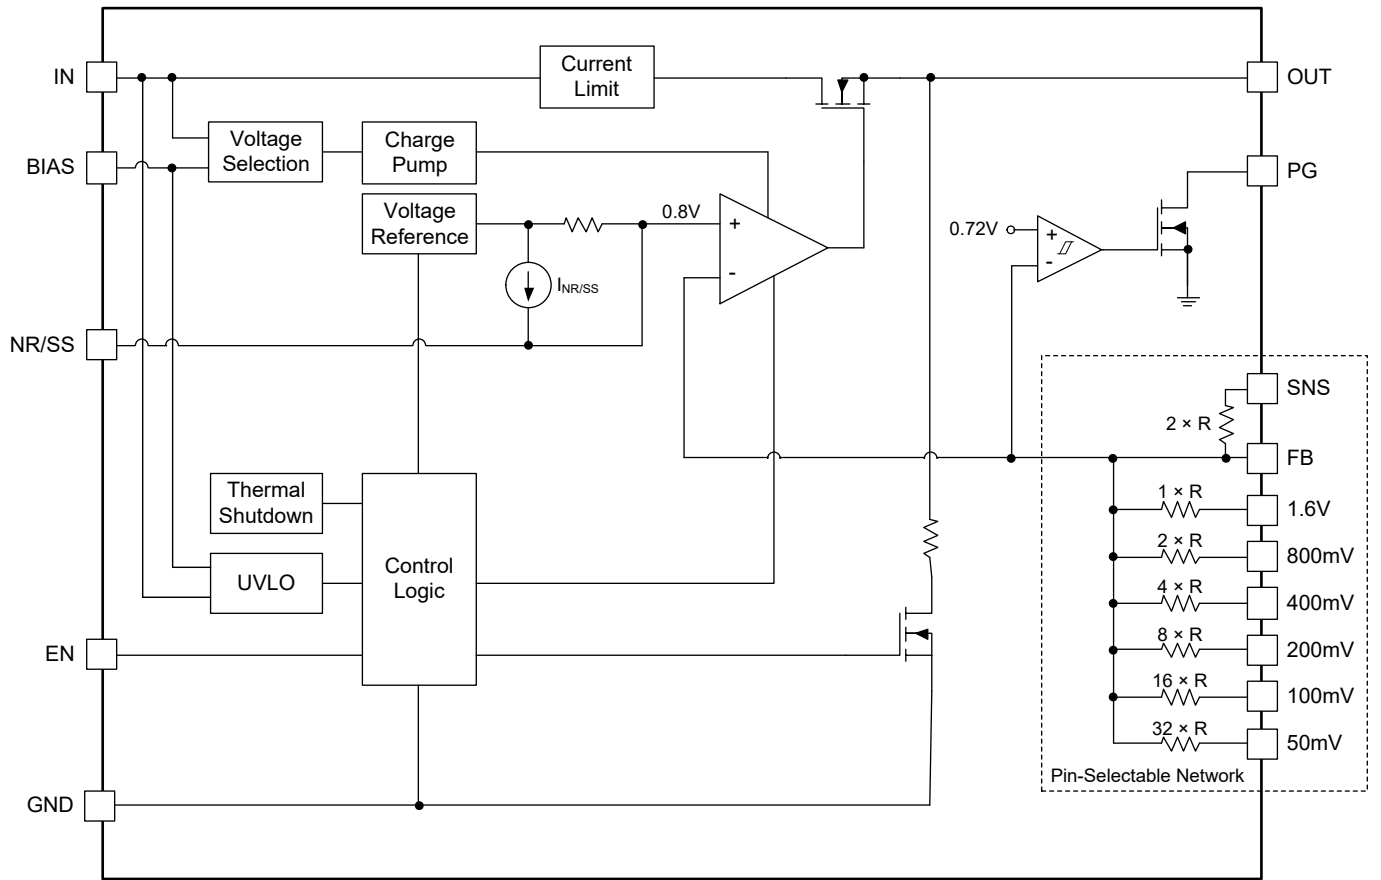 IN
Current
Limit
OUT
Voltage
Selection
Charge
Pump
BIAS
PG
Voltage
Reference
0.8V
+
-
0.72V
+
-
INR/SS
NR/SS
SNS
2 × R
FB
1 × R
1.6V
Thermal
Shutdown
2 × R
800mV
Control
Logic
UVLO
4 × R
400mV
8 × R
200mV
EN
16 × R
100mV
32 × R
50mV
Pin-Selectable Network
GND